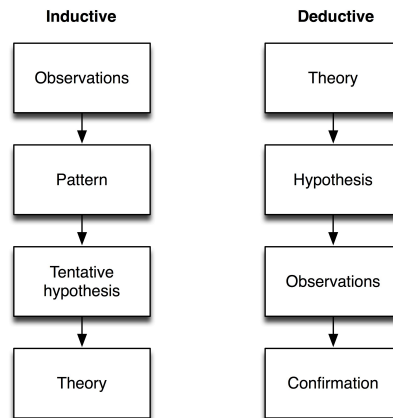 Inductive
Observations
Pattern
Tentative
hypothesis
Theory
Deductive
Theory
Hypothesis
Observations
Confirmation